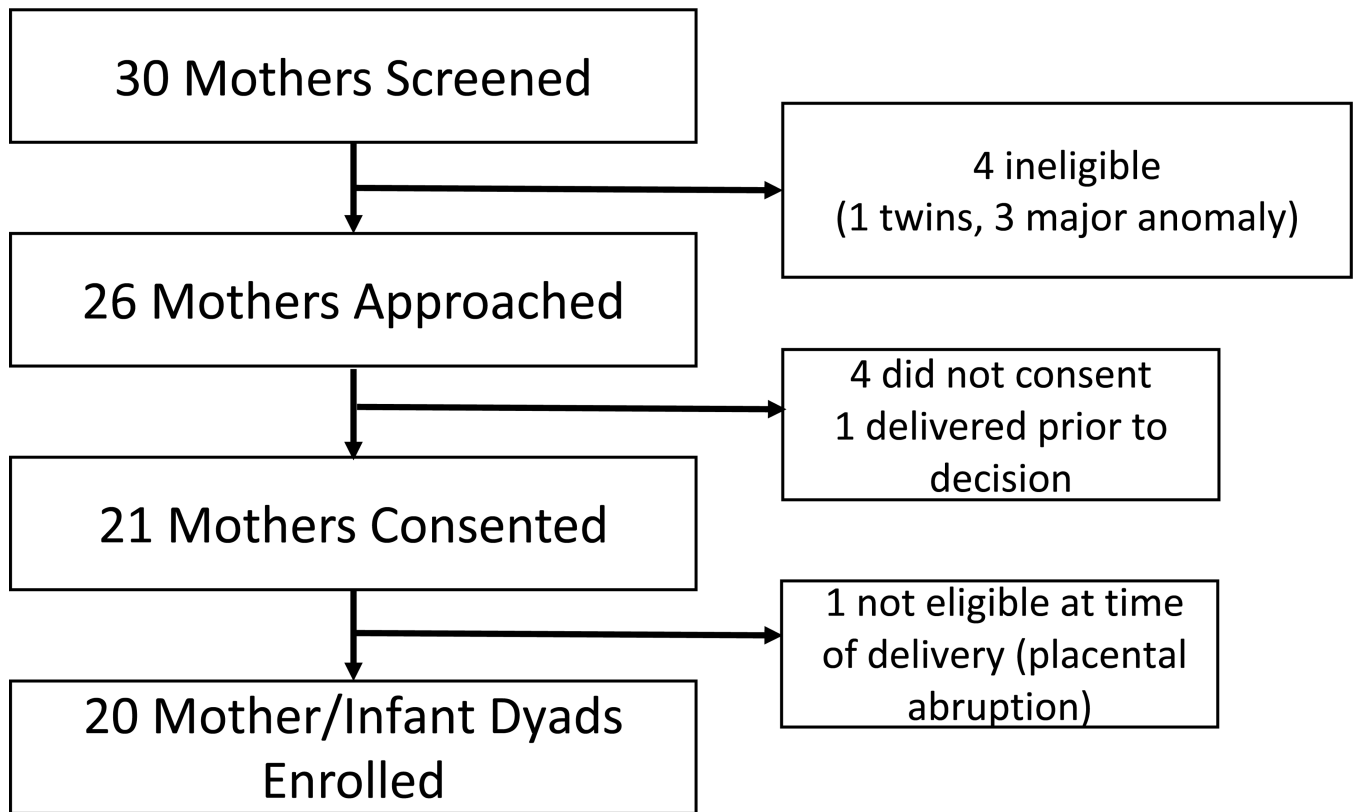 30 Mothers Screened
4 ineligible
(1 twins, 3 major anomaly)
26 Mothers Approached
4 did not consent
1 delivered prior to
decision
21 Mothers Consented
1 not eligible at time
of delivery (placental
abruption)
20 Mother/Infant Dyads
Enrolled